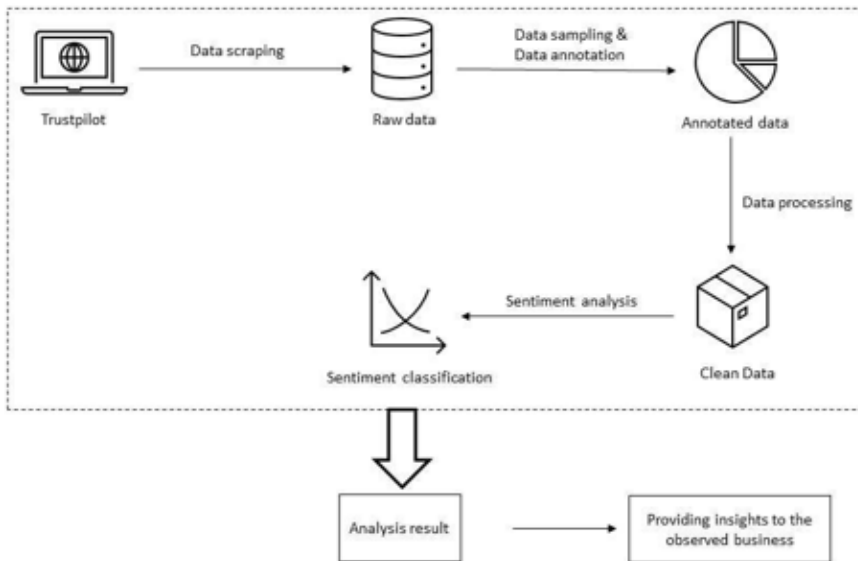 Data scraping
Data sampling &
Data annotation
Trustpilot
Raw data
Annotated data
Data processing
Sentiment analysis
Sentiment classification
Clean Data
Analysis result
Providing insights to the
observed business